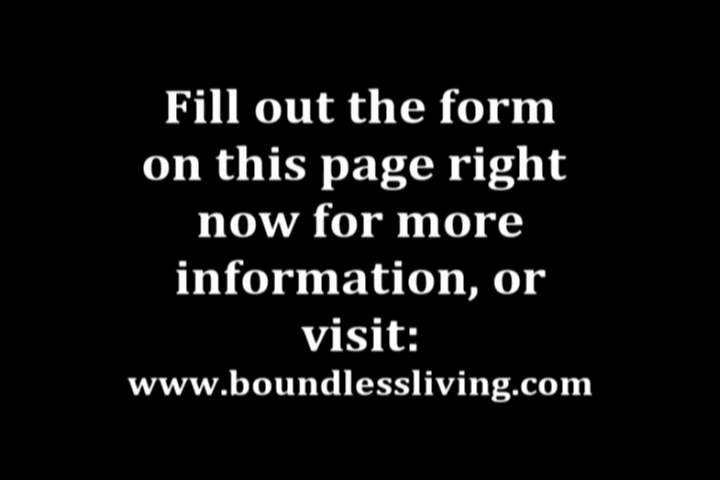 Fill out the form
on this page right
now for more
information, or
visit:
www.boundlessliving.com